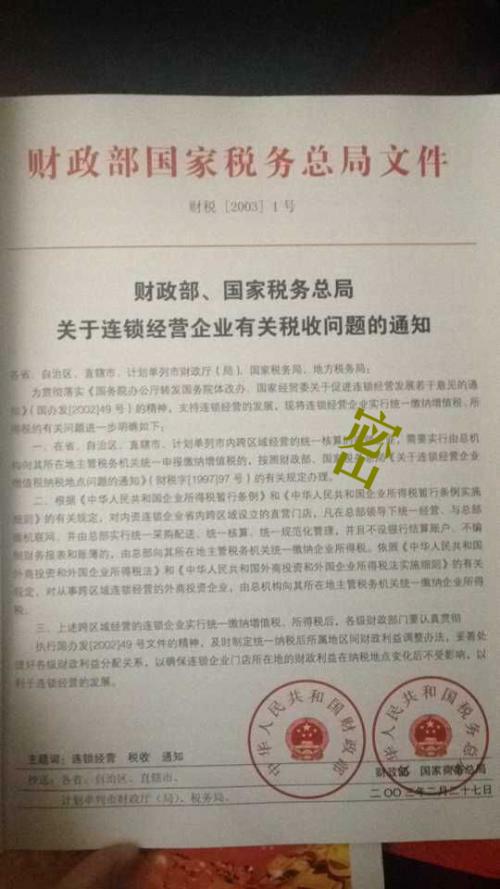 财政部国家税务总局文件
财税[2003]1号
财政部、国家税务总局
关于连锁经营企业有关税收问题的通知
各省、自治区、直辖市、计划单列市财政厅(局)、国家税务局、地方税务局:
为贯彻落实《国务院办公厅转发国务院体改办、国家经贸委关于促进连锁经营发展若干意见的通
知》(国办发[2002]49号)的精神,支持连锁经营的发展,现将连锁经营企业实行统一缴纳增值税、所
得税的有关问题进一步明确如下:
一、在省、自治区、直辖市、计划单列市内跨区域经营的统一核算的 需要实行由总机
构向其所在地主管税务机关统一申报缴纳增值税的,按照财政部、国家税务总局《关于连锁经营企业
增值税纳税地点问题的通知》(财税字[1997]97号)的有关规定办理。
二、根据《中华人民共和国企业所得税暂行条例》和《中华人民共和国企业所得税暂行条例实施
细则》的有关规定,对内资连锁企业省内跨区域设立的直营门店,凡在总部领导下统一经营、与总部
微机联网、并由总部实行统一采购配送、统一核算、统一规范化管理,并且不设银行结算账户、不编
制财务报表和账簿的,由总部向其所在地主管税务机关统一缴纳企业所得税。依照《中华人民共和国
外商投资和外国企业所得税法》和《中华人民共和国外商投资和外国企业所得税法实施细则》的有关
规定,对从事跨区域连锁经营的外商投资企业,由总机构向其所在地主管税务机关统一缴纳企业所得
税。
三、上述跨区域经营的连锁企业实行统一缴纳增值税、所得税后,各级财政部门要认真贯彻
执行国办发[2002]49号文件的精神,及时制定统一纳税后所属地区间财政利益调整办法,妥善处
理好各级财政利益分配关系,以确保连锁企业门店所在地的财政利益在纳税地点变化后不受影响,以
利于连锁经营的发展。
密
中华人民共和国财政部
中华人民共和国国家税务总局
主题词:连锁经营 税收 通知
财政部 国家税务总局
抄送:各省、自治区、直辖市、
二〇〇三年二月二十七日
计划单列市财政厅(局)、税务局。